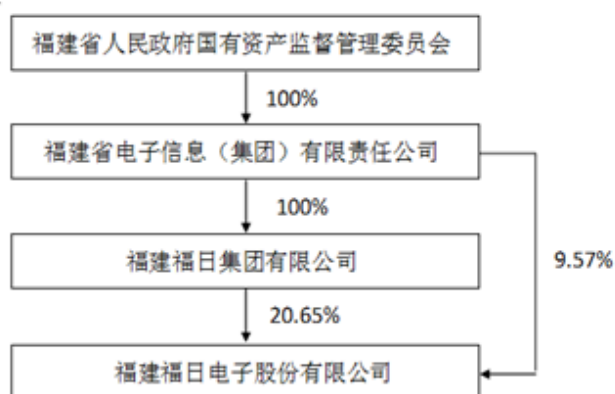 福建省人民政府国有资产监督管理委员会
100%
福建省电子信息（集团）有限责任公司
100%
福建福日集团有限公司
9.57%
20.65%
福建福日电子股份有限公司